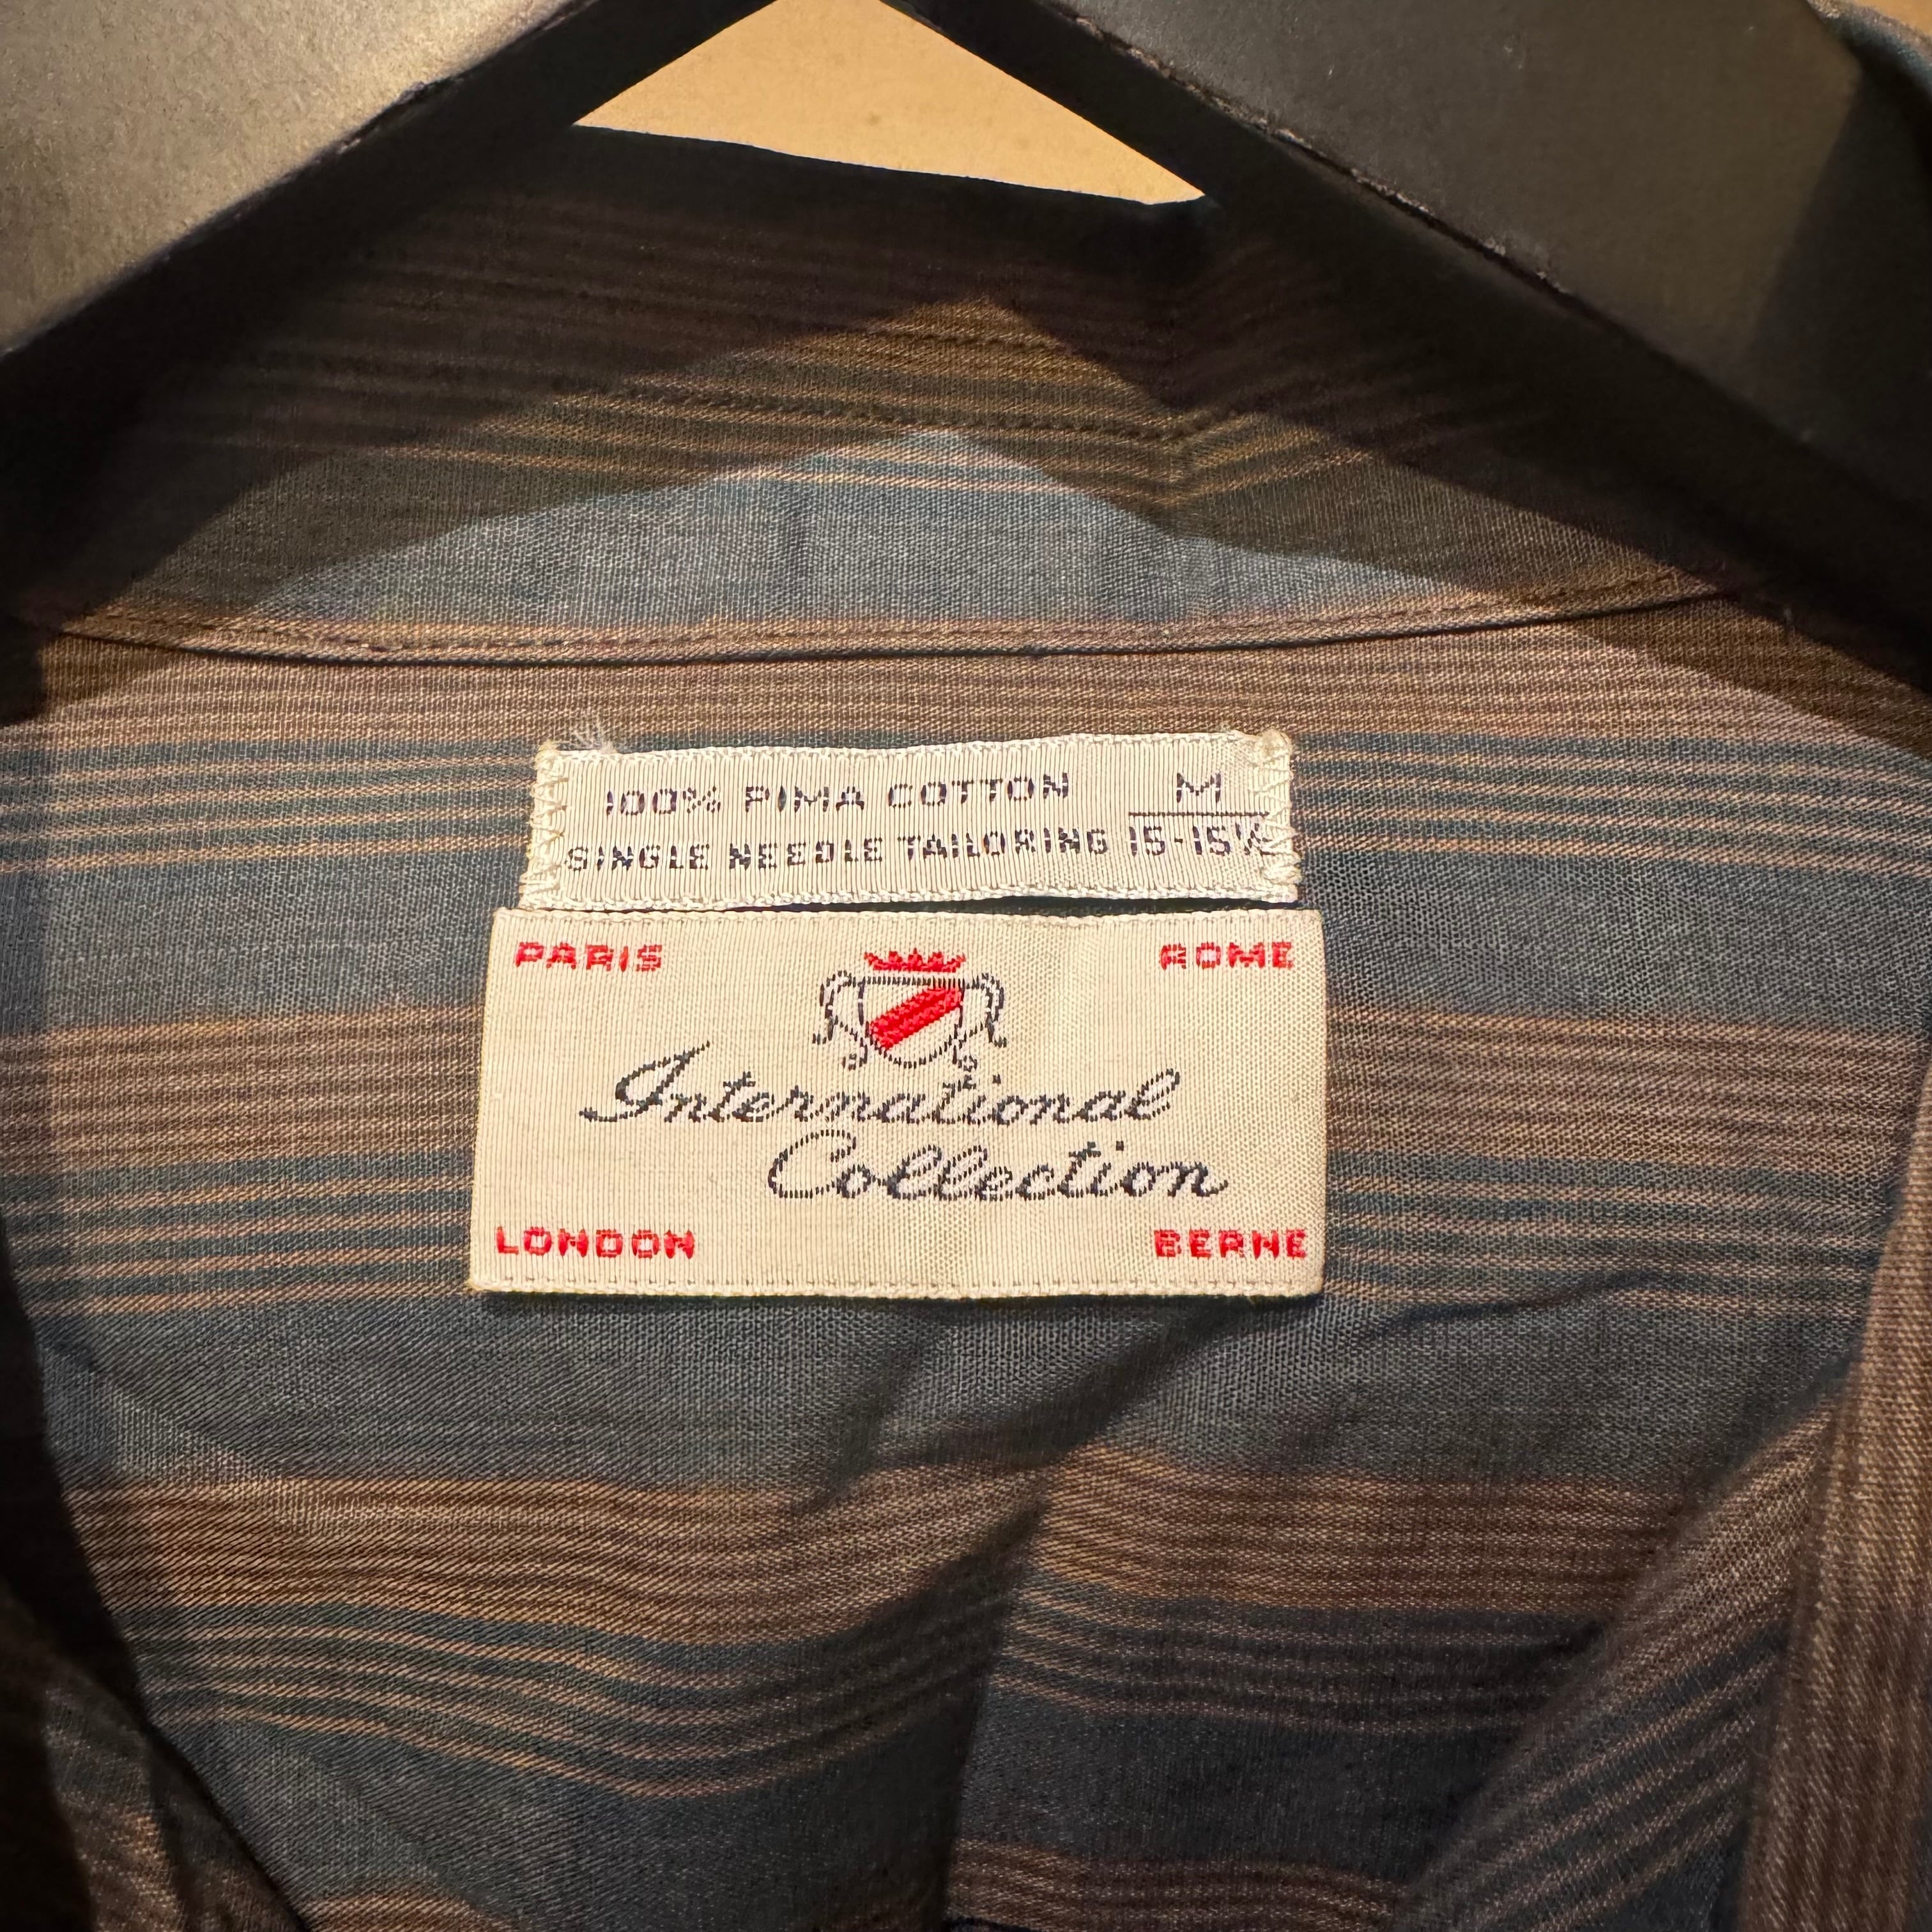 100% PIMA COTTON M
SINGLE NEEDLE TAILORING 15-15½
PARIS ROME
International
Collection
LONDON BERNE